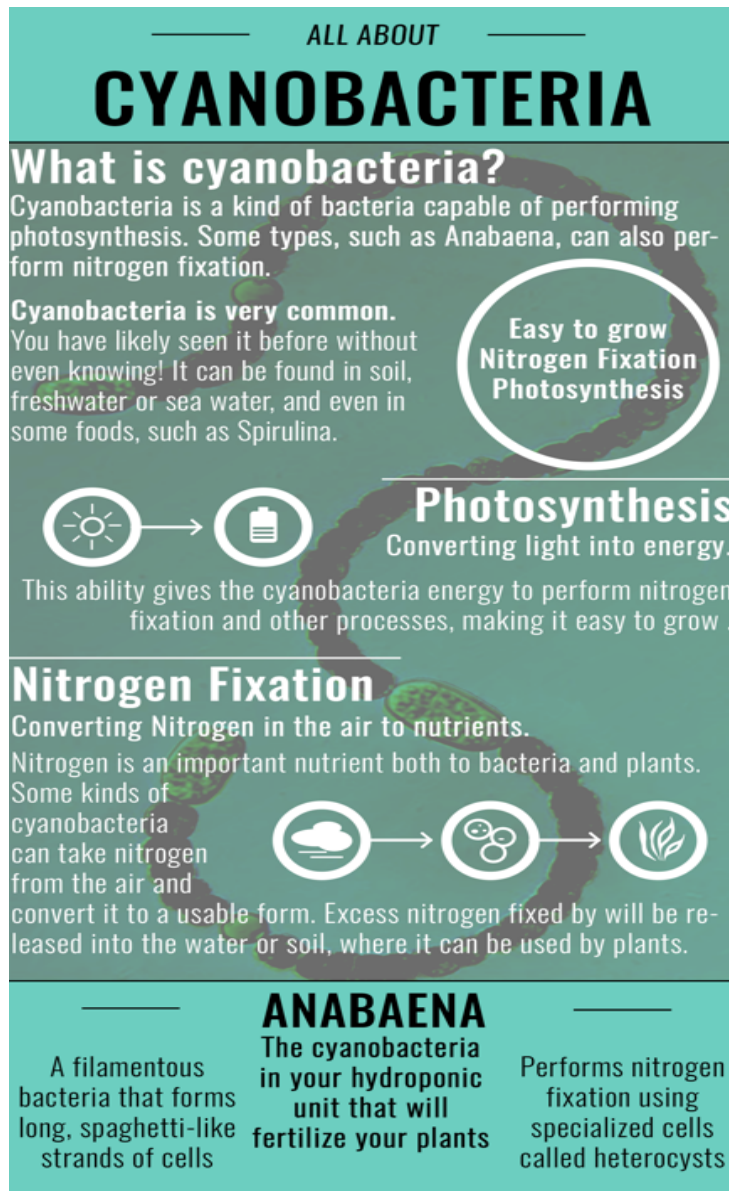 ALL ABOUT
CYANOBACTERIA
What is cyanobacteria?
Cyanobacteria is a kind of bacteria capable of performing
photosynthesis. Some types, such as Anabaena, can also per-
form nitrogen fixation.
Cyanobacteria is very common.
You have likely seen it before without
even knowing! It can be found in soil,
freshwater or sea water, and even in
some foods, such as Spirulina.
Easy to grow
Nitrogen Fixation
Photosynthesis
Photosynthesis
Converting light into energy.
This ability gives the cyanobacteria energy to perform nitrogen
fixation and other processes, making it easy to grow .
Nitrogen Fixation
Converting Nitrogen in the air to nutrients.
Nitrogen is an important nutrient both to bacteria and plants.
Some kinds of
cyanobacteria
can take nitrogen
from the air and
convert it to a usable form. Excess nitrogen fixed by will be re-
leased into the water or soil, where it can be used by plants.
A filamentous
bacteria that forms
long, spaghetti-like
strands of cells
ANABAENA
The cyanobacteria
in your hydroponic
unit that will
fertilize your plants
Performs nitrogen
fixation using
specialized cells
called heterocysts